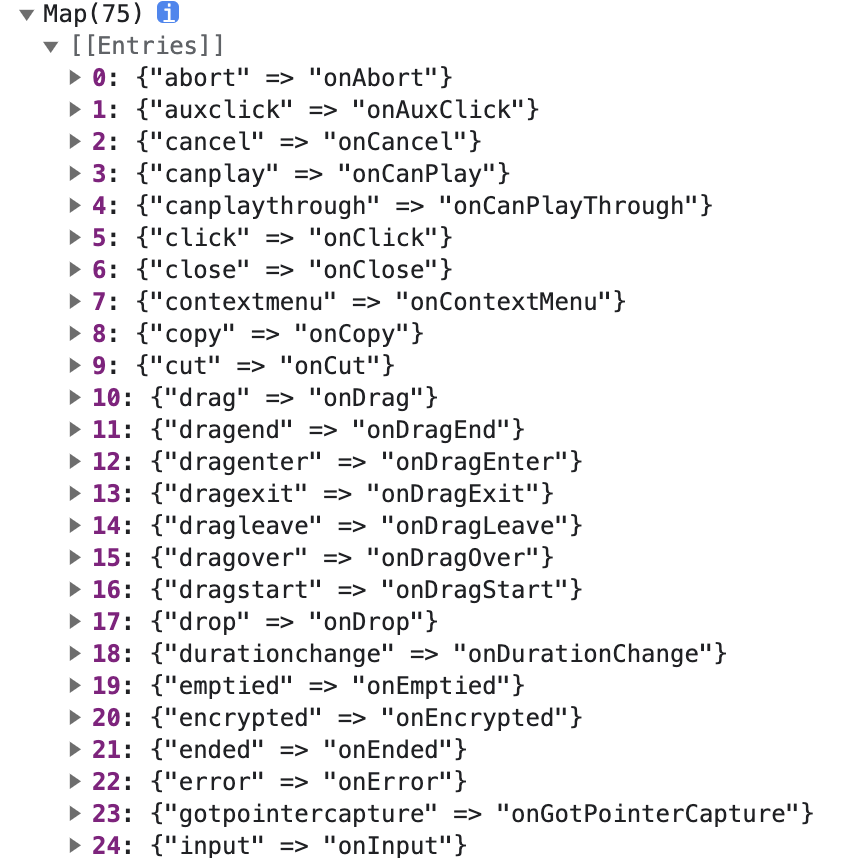 Map(75) i
[[Entries]]
0: {"abort" => "onAbort"}
1: {"auxclick" => "onAuxClick"}
2: {"cancel" => "onCancel"}
3: {"canplay" => "onCanPlay"}
4: {"canplaythrough" => "onCanPlayThrough"}
5: {"click" => "onClick"}
6: {"close" => "onClose"}
7: {"contextmenu" => "onContextMenu"}
8: {"copy" => "onCopy"}
9: {"cut" => "onCut"}
10: {"drag" => "onDrag"}
11: {"dragend" => "onDragEnd"}
12: {"dragenter" => "onDragEnter"}
13: {"dragexit" => "onDragExit"}
14: {"dragleave" => "onDragLeave"}
15: {"dragover" => "onDragOver"}
16: {"dragstart" => "onDragStart"}
17: {"drop" => "onDrop"}
18: {"durationchange" => "onDurationChange"}
19: {"emptied" => "onEmptied"}
20: {"encrypted" => "onEncrypted"}
21: {"ended" => "onEnded"}
22: {"error" => "onError"}
23: {"gotpointercapture" => "onGotPointerCapture"}
24: {"input" => "onInput"}